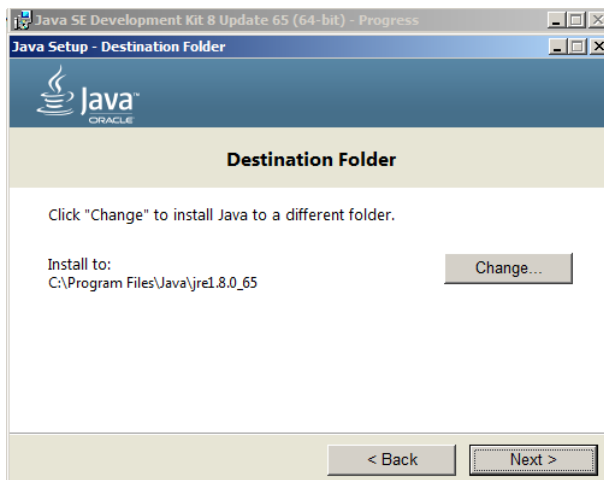 Java SE Development Kit 8 Update 65 (64-bit) - Progress
Java Setup - Destination Folder
Java™
ORACLE
Destination Folder
Click "Change" to install Java to a different folder.
Install to:
Change...
C:\Program Files\Java\jre1.8.0_65
< Back
Next >